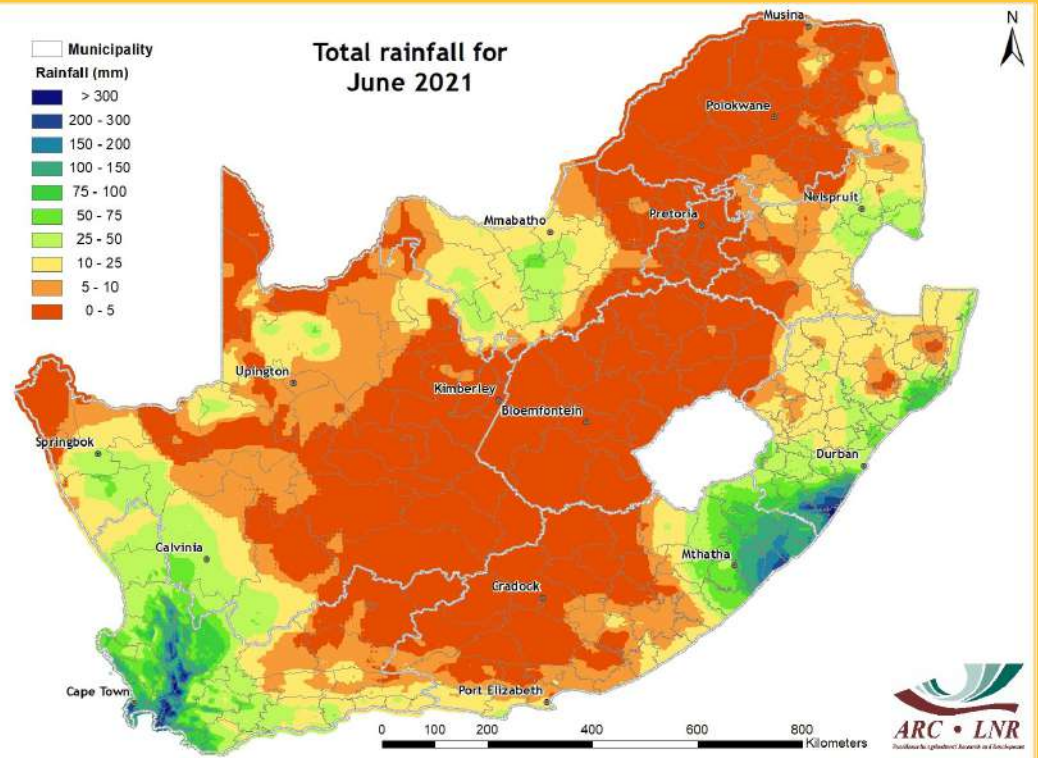 Total rainfall for
June 2021
Municipality
Rainfall (mm)
> 300
200 - 300
150 - 200
100 - 150
75 - 100
50 - 75
25 - 50
10 - 25
5 - 10
0 - 5
N
Musina
Polokwane
Nelspruit
Mmabatho
Pretoria
Upington
Kimberley
Bloemfontein
Springbok
Durban
Calvinia
Mthatha
Cradock
Cape Town
Port Elizabeth
0 100 200 400 600 800
Kilometers
ARC • LNR